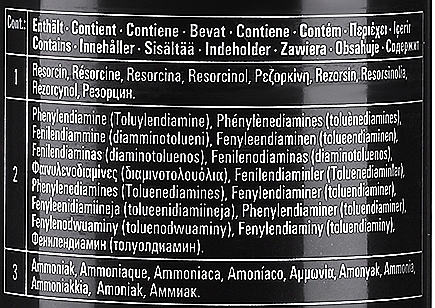 Cont.: Enthält · Contient · Contiene · Bevat · Contiene · Contém · Περιέχει · İçerir
Contains · Innehåller · Sisältää · Indeholder · Zawiera · Obsahuje · Содержит
1 Resorcin, Résorcine, Resorcina, Resorcinol, Ρεζορκίνη, Rezorsin, Resorsinolia,
Rezorcynol, Резорцин.
2 Phenylendiamine (Toluylendiamine), Phénylènediamines (toluènediamines),
Fenilendiammine (diamminotolueni), Fenyleendiaminen (tolueendiaminen),
Fenilendiaminas (diaminotoluenos), Fenilenodiaminas (diaminotoluenos),
Φαινυλενοδιαμίνες (διαμινοτολουόλια), Fenilendiaminler (Toluendiaminler),
Phenylenediamines (Toluenediamines), Fenylendiaminer (toluendiaminer),
Fenyleenidiamiineja (tolueenidiamiineja), Phenylendiaminer (toluendiaminer),
Fenylenodwuaminy (toluenodwuaminy), Fenylendiaminy (toluendiaminy),
Фенилендиамин (толуолдиамин).
3 Ammoniak, Ammoniaque, Ammoniaca, Amoníaco, Αμμωνία, Amonyak, Ammonia,
Ammoniakkia, Amoniak, Аммиак.